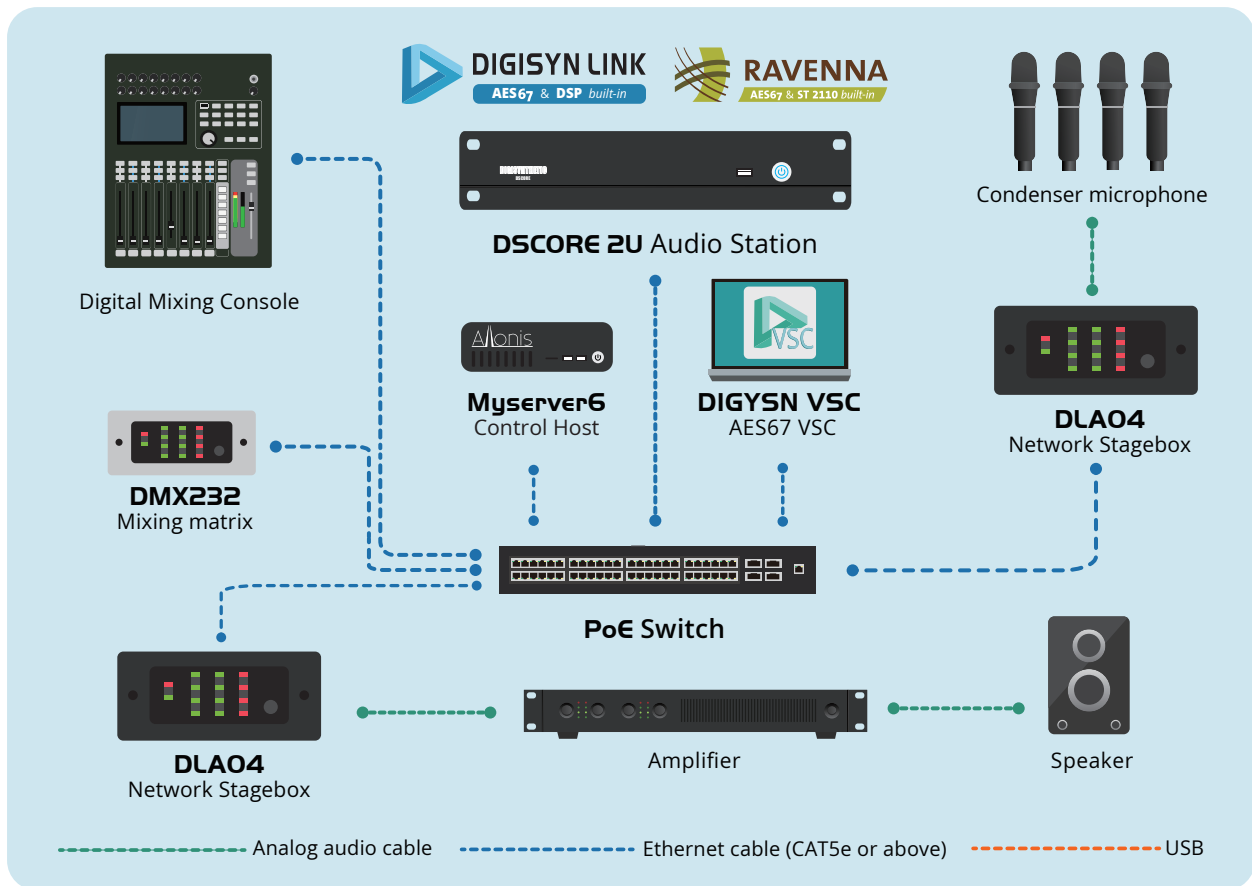 DIGISYN LINK
AES67 & DSP built-in
RAVENNA
AES67 & ST 2110 built-in
Condenser microphone
DSCORE 2U Audio Station
Digital Mixing Console
Allonis
VSC
Myserver6
Control Host
DIGYSN VSC
AES67 VSC
DLA04
Network Stagebox
DMX232
Mixing matrix
PoE Switch
DLA04
Network Stagebox
Amplifier
Speaker
Analog audio cable
Ethernet cable (CAT5e or above)
USB